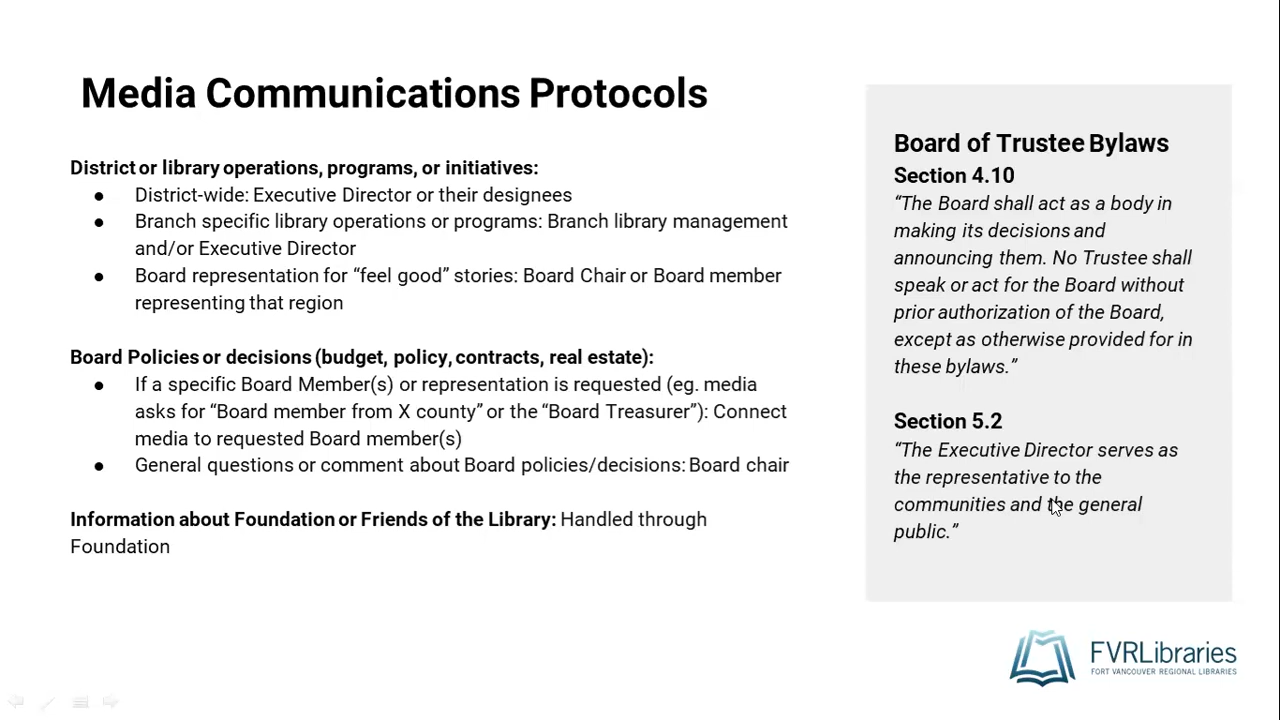 Media Communications Protocols
District or library operations, programs, or initiatives:
● District-wide: Executive Director or their designees
● Branch specific library operations or programs: Branch library management
and/or Executive Director
● Board representation for “feel good” stories: Board Chair or Board member
representing that region
Board Policies or decisions (budget, policy, contracts, real estate):
● If a specific Board Member(s) or representation is requested (eg. media
asks for “Board member from X county” or the “Board Treasurer”): Connect
media to requested Board member(s)
● General questions or comment about Board policies/decisions: Board chair
Information about Foundation or Friends of the Library: Handled through
Foundation
Board of Trustee Bylaws
Section 4.10
“The Board shall act as a body in
making its decisions and
announcing them. No Trustee shall
speak or act for the Board without
prior authorization of the Board,
except as otherwise provided for in
these bylaws.”
Section 5.2
“The Executive Director serves as
the representative to the
communities and the general
public.”
FVRLibraries
FORT VANCOUVER REGIONAL LIBRARIES